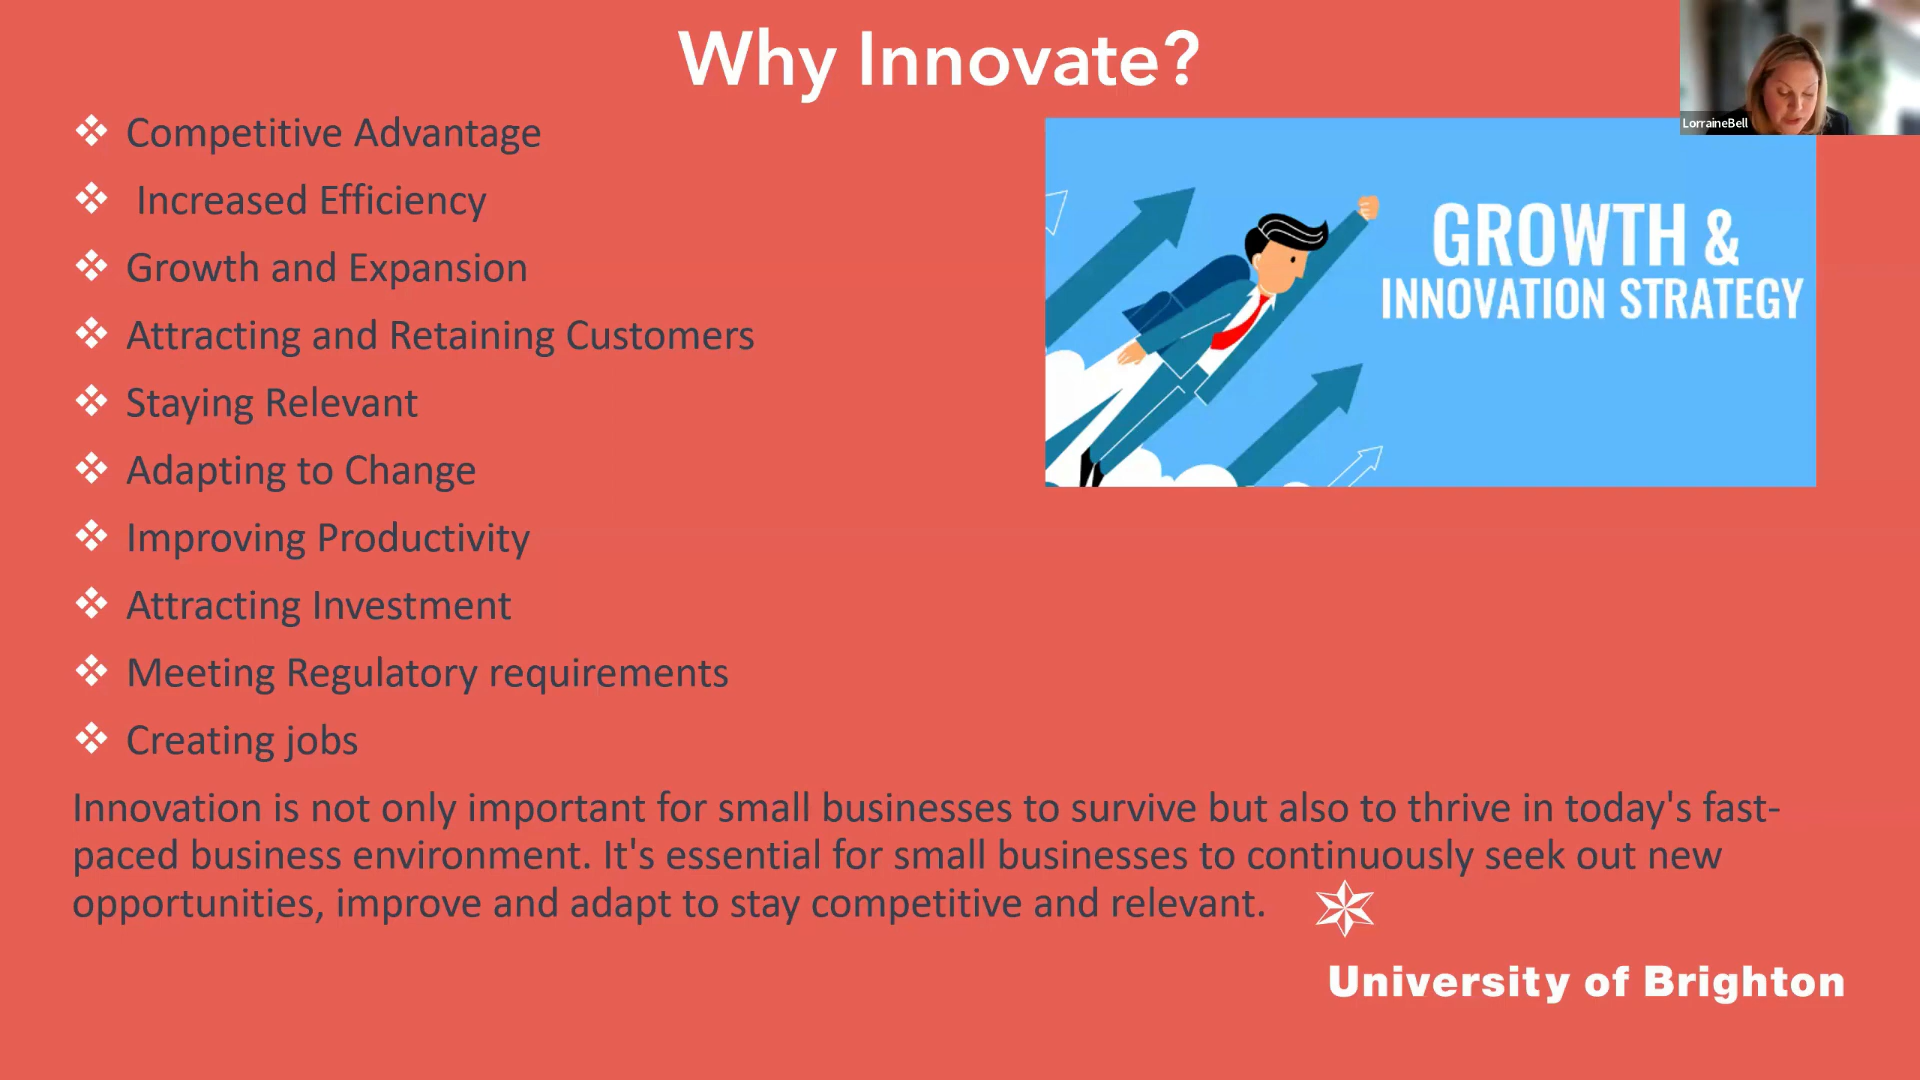 Why Innovate?
LorraineBell
Competitive Advantage
Increased Efficiency
Growth and Expansion
Attracting and Retaining Customers
Staying Relevant
Adapting to Change
Improving Productivity
Attracting Investment
Meeting Regulatory requirements
Creating jobs
GROWTH &
INNOVATION STRATEGY
Innovation is not only important for small businesses to survive but also to thrive in today's fast-
paced business environment. It's essential for small businesses to continuously seek out new
opportunities, improve and adapt to stay competitive and relevant.
University of Brighton